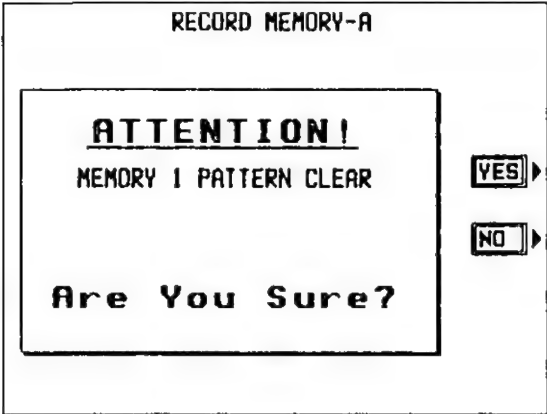 RECORD MEMORY-A
ATTENTION!
MEMORY 1 PATTERN CLEAR
YES
NO
Are You Sure?